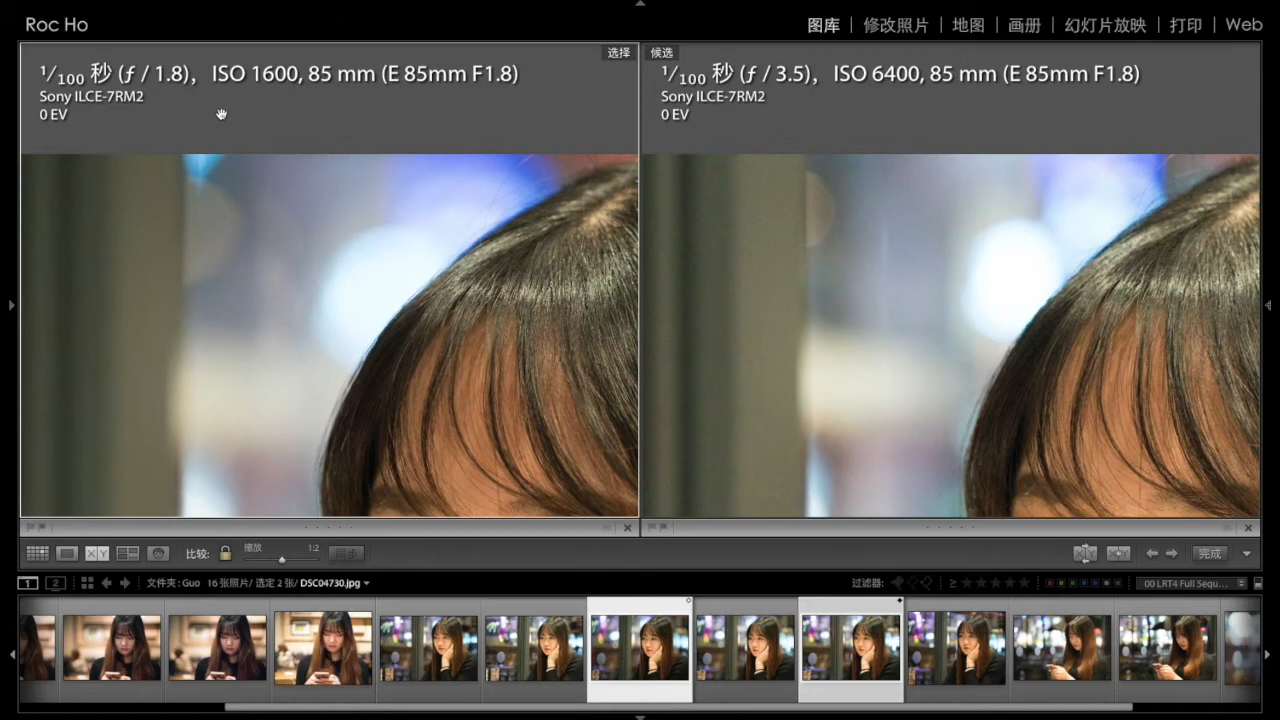 Roc Ho
图库 | 修改照片 | 地图 | 画册 | 幻灯片放映 | 打印 | Web
选择
候选
1/100 秒 (ƒ / 1.8), ISO 1600, 85 mm (E 85mm F1.8)
Sony ILCE-7RM2
0 EV
1/100 秒 (ƒ / 3.5), ISO 6400, 85 mm (E 85mm F1.8)
Sony ILCE-7RM2
0 EV
XY 比较: 缩放 1:2 同步 完成
1 2 文件夹: Guo 16 张照片/ 选定 2 张/ DSC04730.jpg 过滤器: 00 LRT4 Full Sequ...